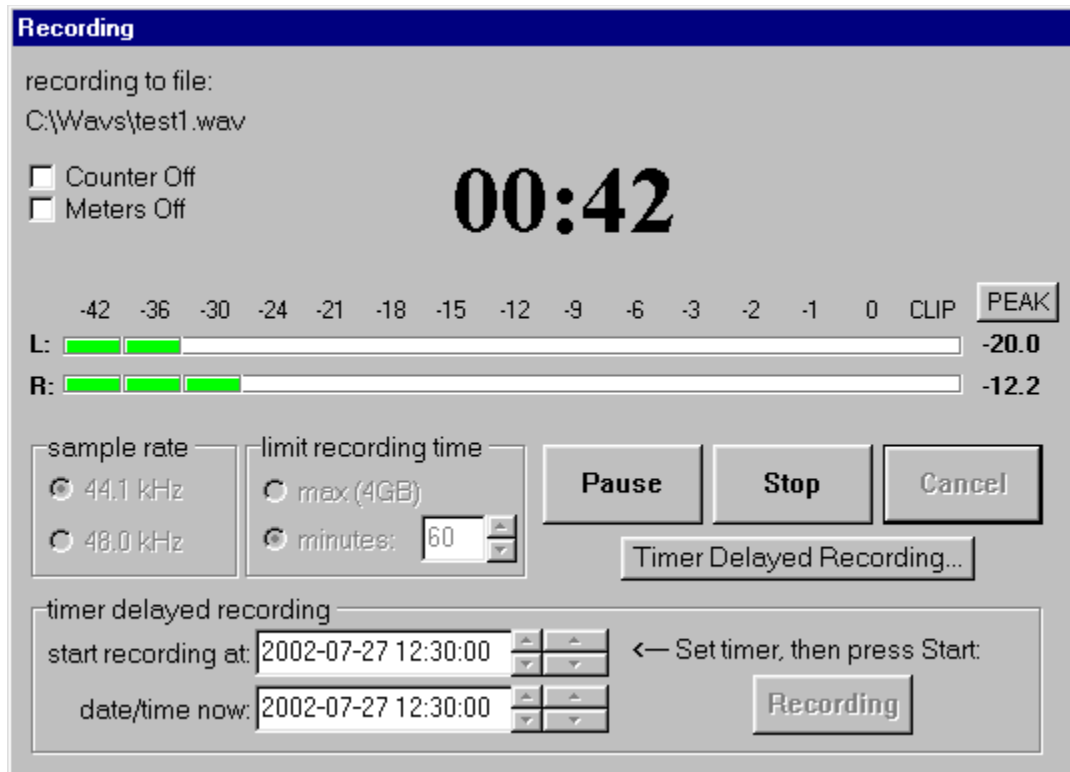 Recording
recording to file:
C:\Wavs\test1.wav
Counter Off
Meters Off
00:42
-42 -36 -30 -24 -21 -18 -15 -12 -9 -6 -3 -2 -1 0 CLIP PEAK
L: -20.0
R: -12.2
sample rate
44.1 kHz
48.0 kHz
limit recording time
max (4GB)
minutes: 60
Pause
Stop
Cancel
Timer Delayed Recording...
timer delayed recording
start recording at: 2002-07-27 12:30:00
<— Set timer, then press Start:
date/time now: 2002-07-27 12:30:00
Recording